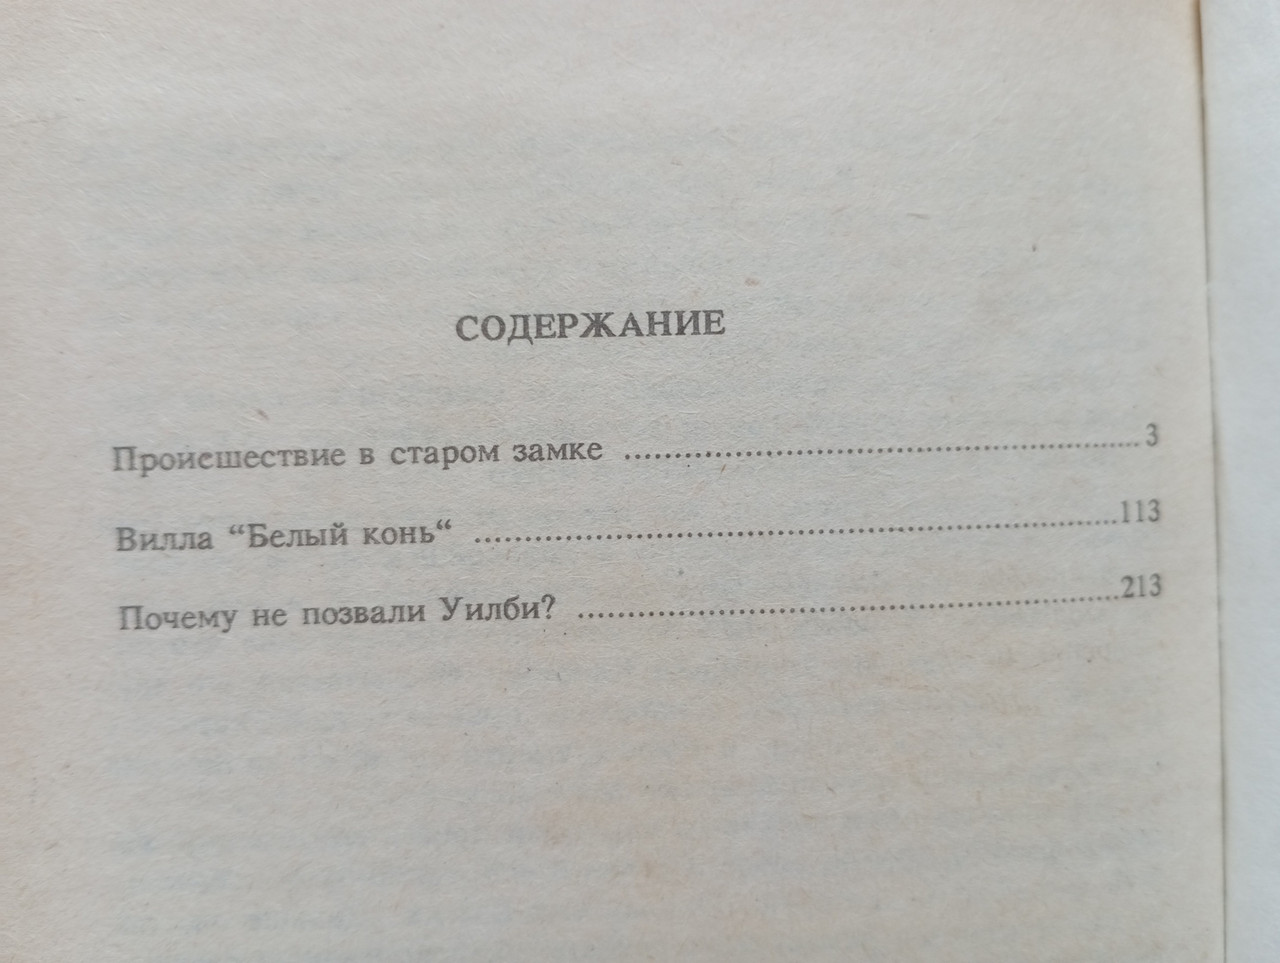 СОДЕРЖАНИЕ
Происшествие в старом замке ........................................................ 3
Вилла “Белый конь“ ........................................................................113
Почему не позвали Уилби? ............................................................213